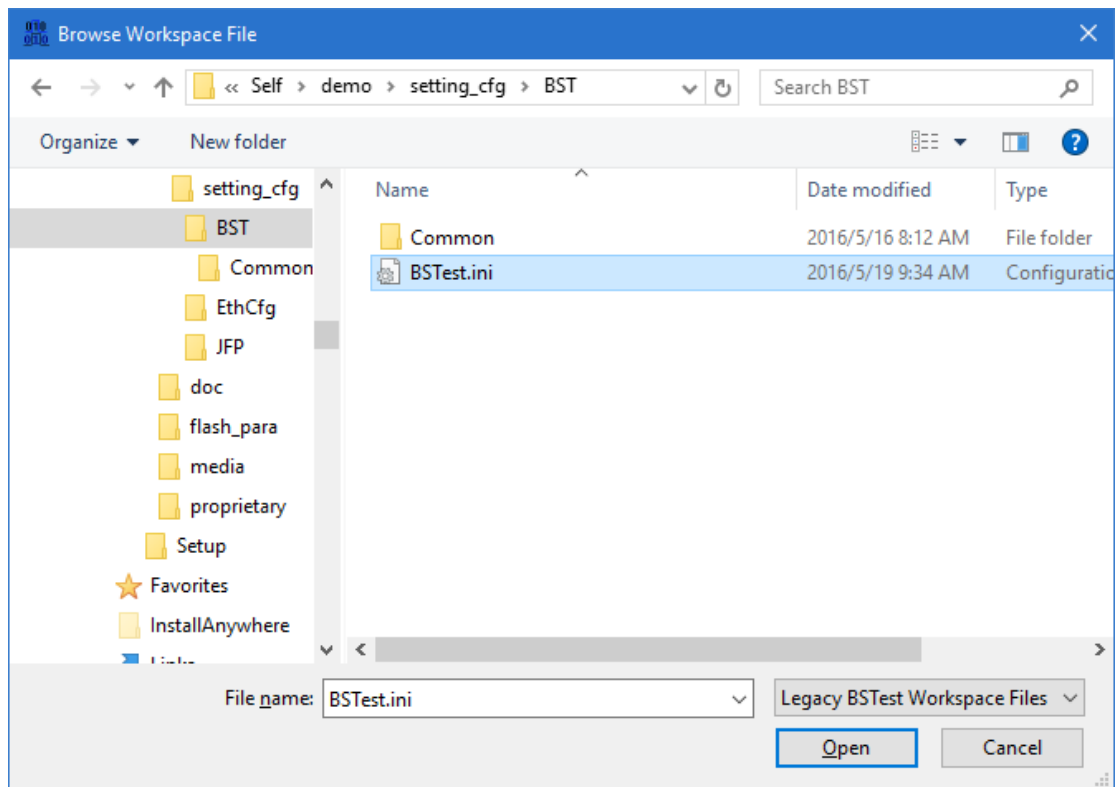 Browse Workspace File
« Self > demo > setting_cfg > BST
Search BST
Organize
New folder
?
setting_cfg
BST
Common
EthCfg
JFP
doc
flash_para
media
proprietary
Setup
Favorites
InstallAnywhere
Links
Name Date modified Type
Common 2016/5/16 8:12 AM File folder
BSTest.ini 2016/5/19 9:34 AM Configuratio
File name: BSTest.ini
Legacy BSTest Workspace Files
Open Cancel